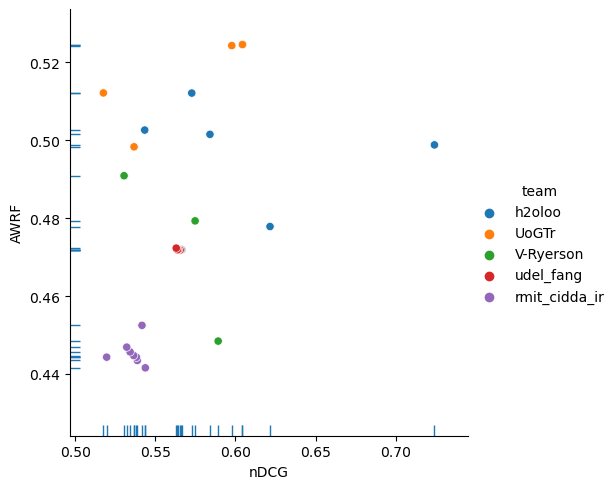 0.52
0.50
0.48
0.46
0.44
AWRF
0.50
0.55
0.60
0.65
0.70
nDCG
team
h2oloo
UoGTr
V-Ryerson
udel_fang
rmit_cidda_ir